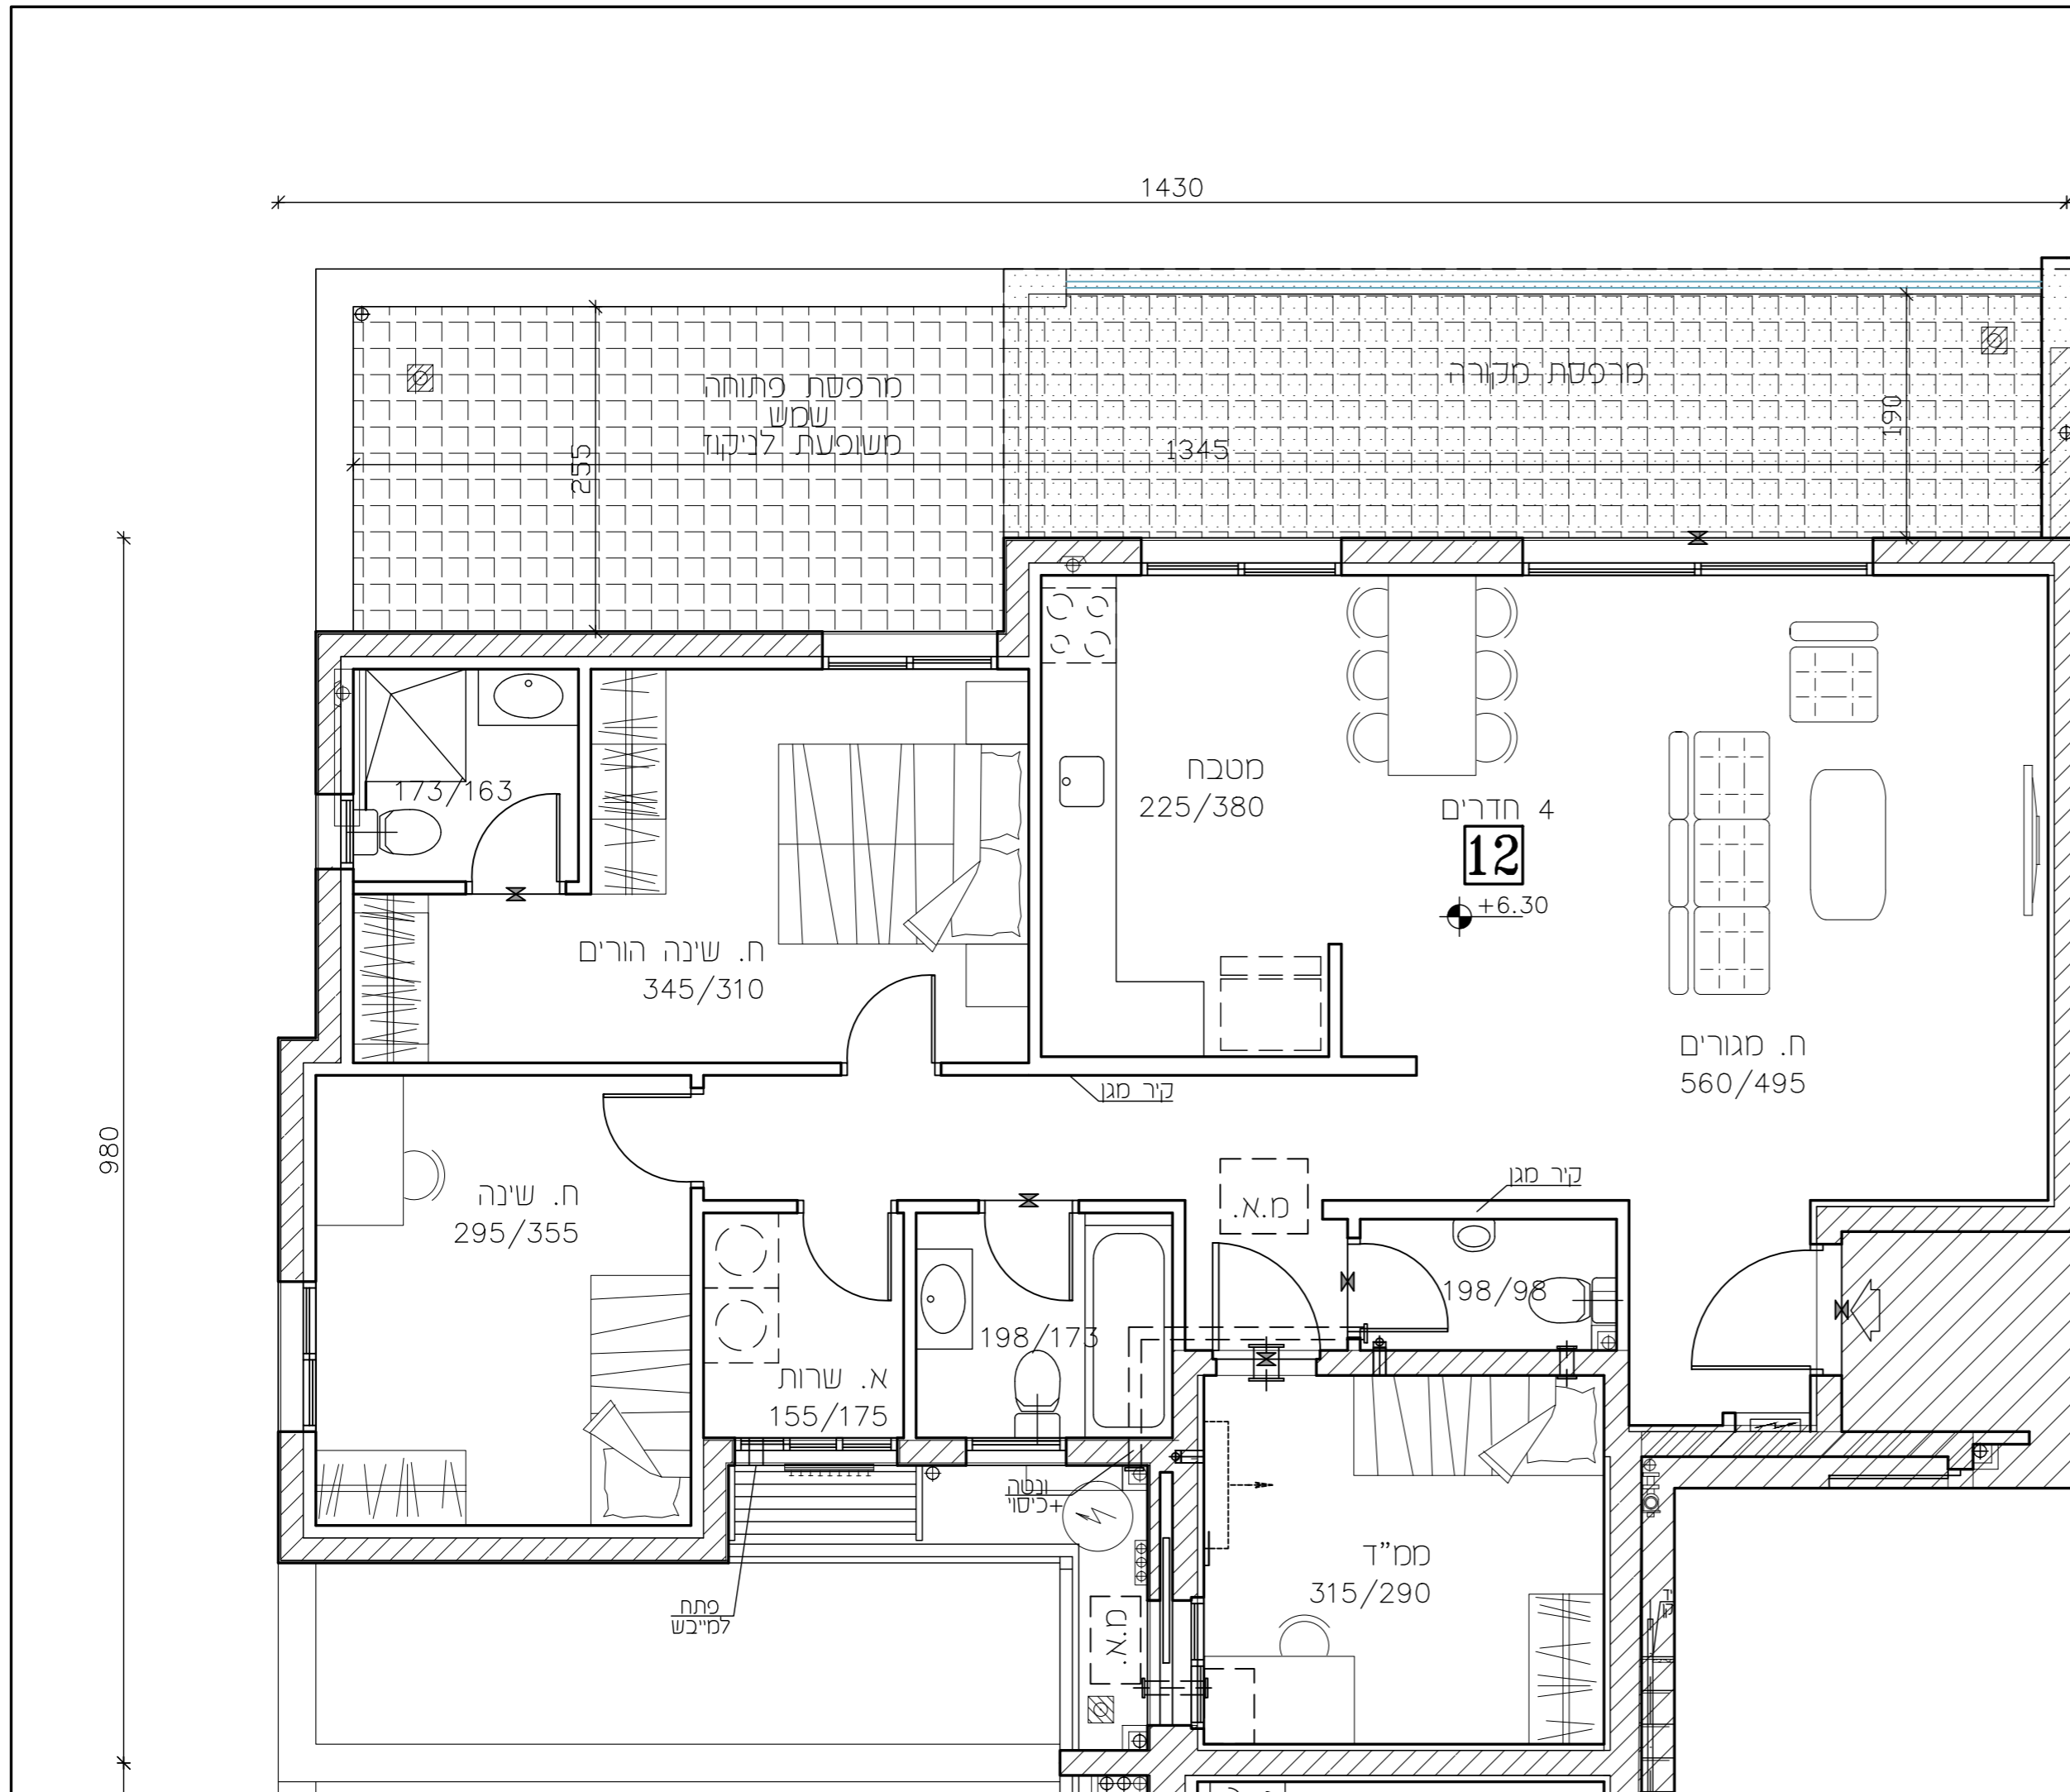 1430
מרפסת פתוחה
שמש
משופעת לניקוז
255
מרפסת מקורה
1345
190
980
173/163
ח. שינה הורים
345/310
מטבח
225/380
4 חדרים
12
+6.30
ח. מגורים
560/495
קיר מגן
ח. שינה
295/355
מ.א.
קיר מגן
198/98
198/173
א. שרות
155/175
ונטה
+כיסוי
פתח
למייבש
מ.א.
ממ"ד
315/290